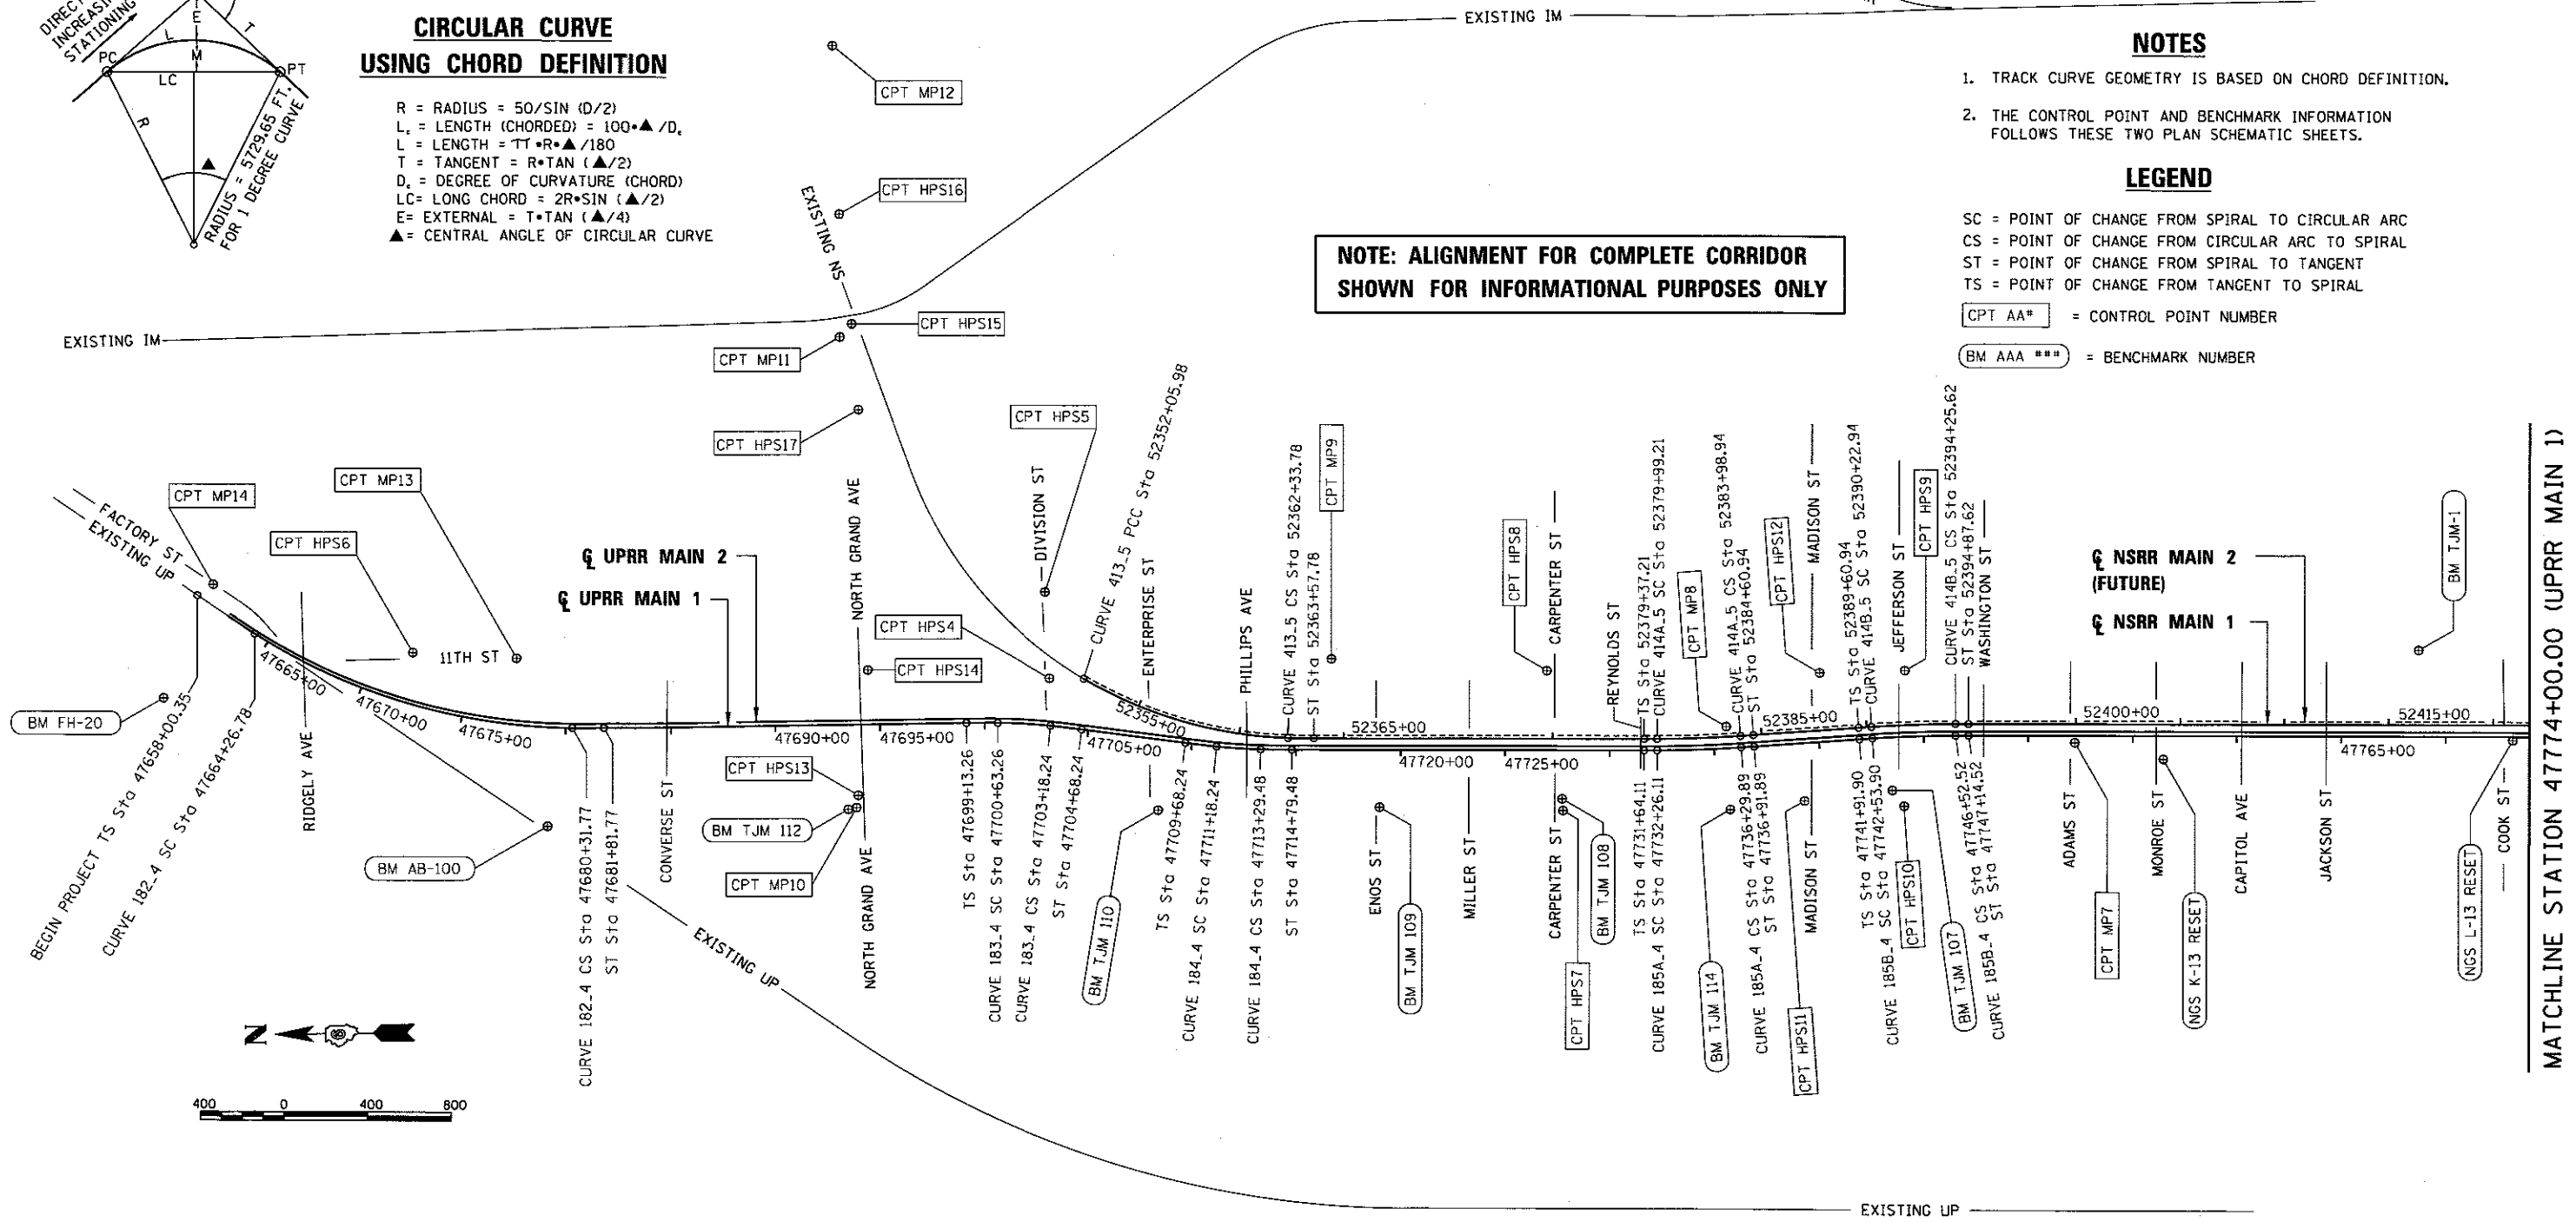 DIRECT
INCREASIN
STATIONING
E
T
L
M
PC
PT
LC
R
▲
RADIUS = 5729.65 FT.
FOR 1 DEGREE CURVE
CIRCULAR CURVE
USING CHORD DEFINITION
R = RADIUS = 50/SIN (D/2)
Lc = LENGTH (CHORDED) = 100•▲/Dc
L = LENGTH = π•R•▲/180
T = TANGENT = R•TAN (▲/2)
Dc = DEGREE OF CURVATURE (CHORD)
LC= LONG CHORD = 2R•SIN (▲/2)
E= EXTERNAL = T•TAN (▲/4)
▲= CENTRAL ANGLE OF CIRCULAR CURVE
EXISTING IM
CPT MP12
CPT HPS16
EXISTING NS
CPT HPS15
EXISTING IM
CPT MP11
CPT HPS17
NOTE: ALIGNMENT FOR COMPLETE CORRIDOR
SHOWN FOR INFORMATIONAL PURPOSES ONLY
NOTES
1. TRACK CURVE GEOMETRY IS BASED ON CHORD DEFINITION.
2. THE CONTROL POINT AND BENCHMARK INFORMATION
FOLLOWS THESE TWO PLAN SCHEMATIC SHEETS.
LEGEND
SC = POINT OF CHANGE FROM SPIRAL TO CIRCULAR ARC
CS = POINT OF CHANGE FROM CIRCULAR ARC TO SPIRAL
ST = POINT OF CHANGE FROM SPIRAL TO TANGENT
TS = POINT OF CHANGE FROM TANGENT TO SPIRAL
CPT AA# = CONTROL POINT NUMBER
BM AAA ### = BENCHMARK NUMBER
FACTORY ST
EXISTING UP
CPT MP14
CPT HPS6
CPT MP13
11TH ST
℄ UPRR MAIN 2
℄ UPRR MAIN 1
NORTH GRAND AVE
CPT HPS4
CPT HPS14
DIVISION ST
CPT HPS5
CURVE 413_5 PCC Sta 52352+05.98
ENTERPRISE ST
PHILLIPS AVE
CURVE 413_5 CS Sta 52362+33.78
ST Sta 52363+57.78
CPT MP9
CPT HPS8
CARPENTER ST
REYNOLDS ST
TS Sta 52379+37.21
CURVE 414A_5 SC Sta 52379+99.21
CPT MP8
CURVE 414A_5 CS Sta 52383+98.94
ST Sta 52384+60.94
CPT HPS12
MADISON ST
TS Sta 52389+60.94
CURVE 414B_5 SC Sta 52390+22.94
JEFFERSON ST
CPT HPS9
CURVE 414B_5 CS Sta 52394+25.62
ST Sta 52394+87.62
WASHINGTON ST
℄ NSRR MAIN 2
(FUTURE)
℄ NSRR MAIN 1
BM TJM-1
52355+00
52365+00
52385+00
52400+00
52415+00
47665+00
47670+00
47675+00
47690+00
47695+00
47705+00
47720+00
47725+00
47765+00
BM FH-20
BEGIN PROJECT TS Sta 47658+00.35
CURVE 182_4 SC Sta 47664+26.78
RIDGELY AVE
BM AB-100
CURVE 182_4 CS Sta 47680+31.77
ST Sta 47681+81.77
CONVERSE ST
EXISTING UP
CPT HPS13
BM TJM 112
CPT MP10
NORTH GRAND AVE
TS Sta 47699+13.26
CURVE 183_4 SC Sta 47700+63.26
CURVE 183_4 CS Sta 47703+18.24
ST Sta 47704+68.24
BM TJM 110
TS Sta 47709+68.24
CURVE 184_4 SC Sta 47711+18.24
CURVE 184_4 CS Sta 47713+29.48
ST Sta 47714+79.48
ENOS ST
BM TJM 109
MILLER ST
CARPENTER ST
CPT HPS7
BM TJM 108
TS Sta 47731+64.11
CURVE 185A_4 SC Sta 47732+26.11
BM TJM 114
CURVE 185A_4 CS Sta 47736+29.89
ST Sta 47736+91.89
CPT HPS11
MADISON ST
TS Sta 47741+91.90
CURVE 185B_4 SC Sta 47742+53.90
CPT HPS10
BM TJM 107
CURVE 185B_4 CS Sta 47746+52.52
ST Sta 47747+14.52
ADAMS ST
CPT MP7
MONROE ST
NGS K-13 RESET
CAPITOL AVE
JACKSON ST
NGS L-13 RESET
COOK ST
MATCHLINE STATION 47774+00.00 (UPRR MAIN 1)
N
400 0 400 800
EXISTING UP